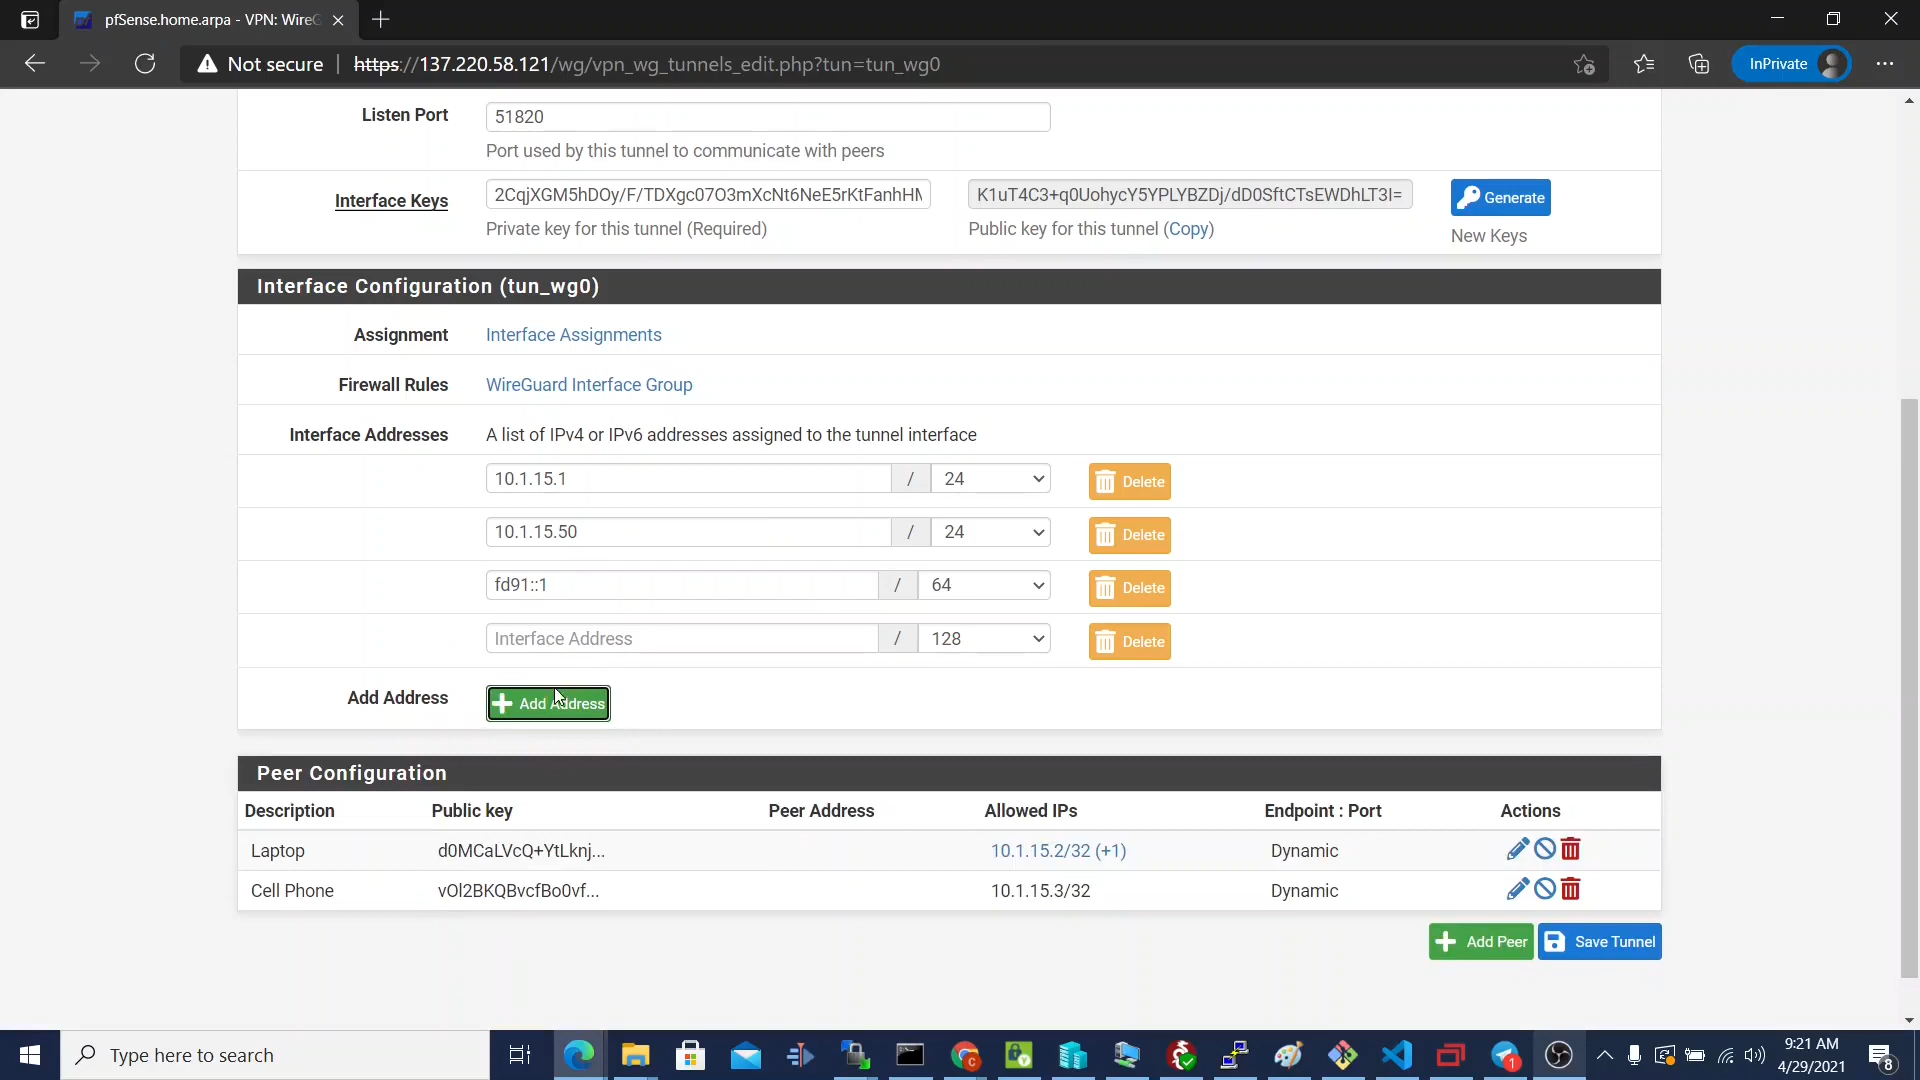 pfSense.home.arpa - VPN: WireG
Not secure | https://137.220.58.121/wg/vpn_wg_tunnels_edit.php?tun=tun_wg0
InPrivate
Listen Port
51820
Port used by this tunnel to communicate with peers
Interface Keys
2CqjXGM5hDOy/F/TDXgc07O3mXcNt6NeE5rKtFanhHM
K1uT4C3+q0UohycY5YPLYBZDj/dD0SftCTsEWDhLT3I=
Generate
Private key for this tunnel (Required)
Public key for this tunnel (Copy)
New Keys
Interface Configuration (tun_wg0)
Assignment
Interface Assignments
Firewall Rules
WireGuard Interface Group
Interface Addresses
A list of IPv4 or IPv6 addresses assigned to the tunnel interface
10.1.15.1 / 24 Delete
10.1.15.50 / 24 Delete
fd91::1 / 64 Delete
Interface Address / 128 Delete
Add Address
Add Address
Peer Configuration
Description Public key Peer Address Allowed IPs Endpoint : Port Actions
Laptop d0MCaLVcQ+YtLknj... 10.1.15.2/32 (+1) Dynamic
Cell Phone vOl2BKQBvcfBo0vf... 10.1.15.3/32 Dynamic
Add Peer Save Tunnel
Type here to search
1
9:21 AM
4/29/2021
8